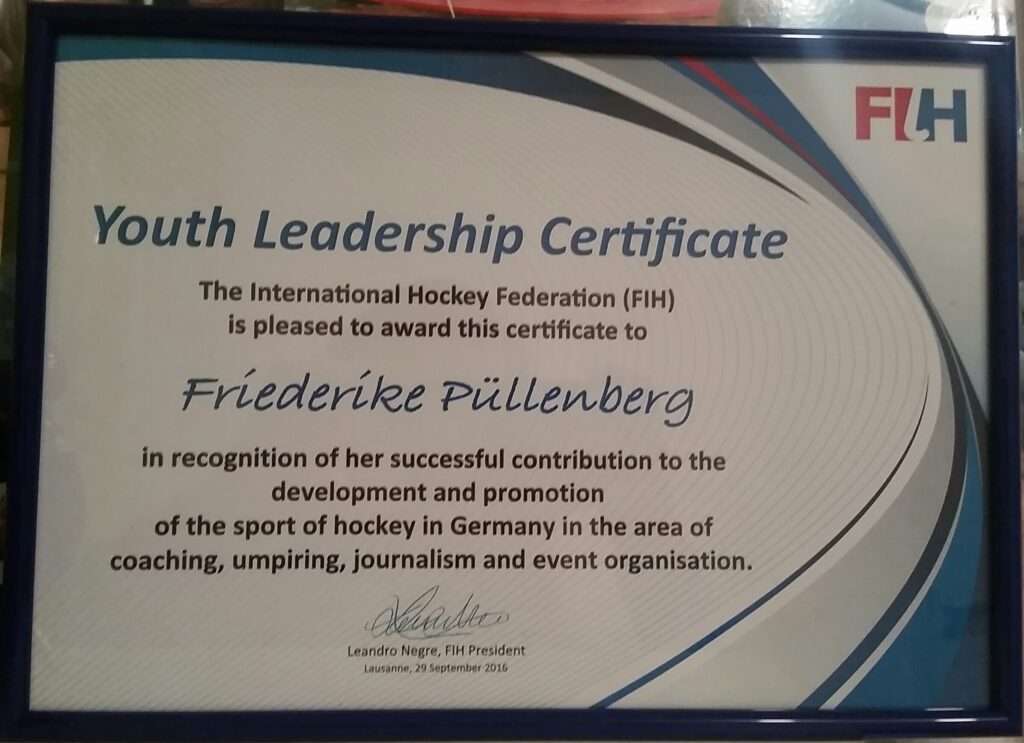 FIH
Youth Leadership Certificate
The International Hockey Federation (FIH)
is pleased to award this certificate to
Friederike Püllenberg
in recognition of her successful contribution to the
development and promotion
of the sport of hockey in Germany in the area of
coaching, umpiring, journalism and event organisation.
Leandro Negre, FIH President
Lausanne, 29 September 2016